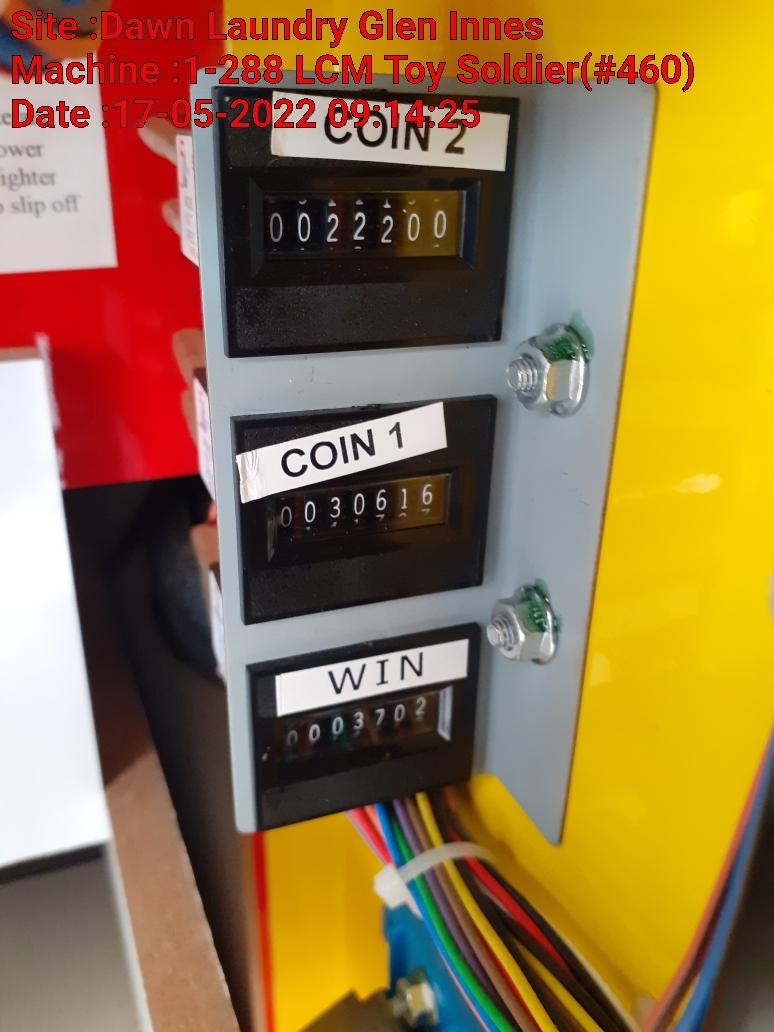 Site :Dawn Laundry Glen Innes
Machine :1-288 LCM Toy Soldier(#460)
Date :17-05-2022 09:14:25
ower
ighter
slip off
COIN 2
0022200
COIN 1
0030616
WIN
0003702